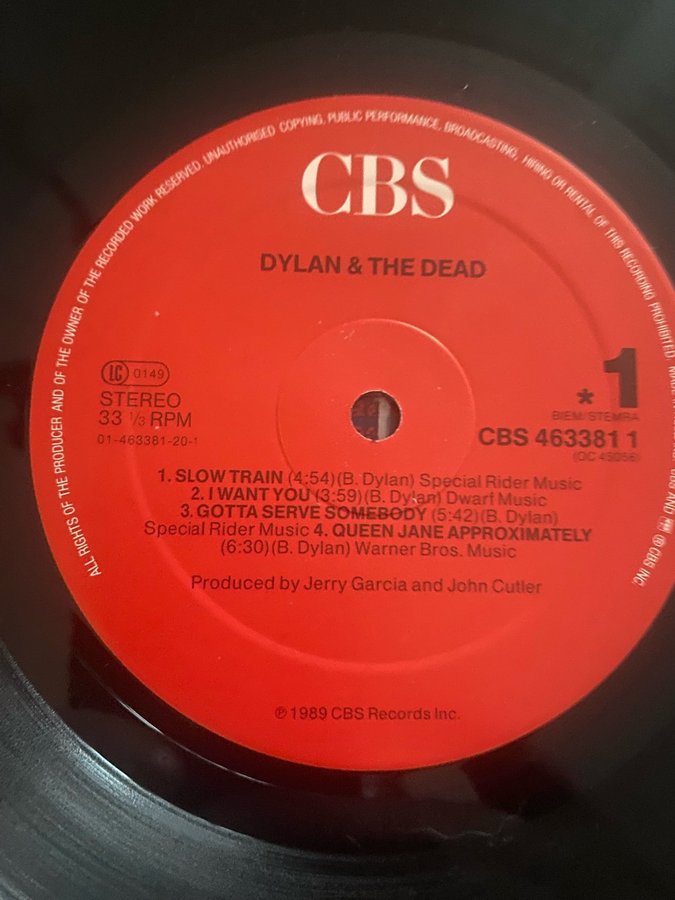 ALL RIGHTS OF THE PRODUCER AND OF THE OWNER OF THE RECORDED WORK RESERVED. UNAUTHORISED COPYING, PUBLIC PERFORMANCE, BROADCASTING, HIRING OR RENTAL OF THIS RECORDING PROHIBITED
CBS
DYLAN & THE DEAD
LC 0149
STEREO
33 1/3 RPM
01-463381-20-1
* 1
BIEM/STEMRA
CBS 463381 1
(OC 45056)
1. SLOW TRAIN (4:54)(B. Dylan) Special Rider Music
2. I WANT YOU (3:59)(B. Dylan) Dwarf Music
3. GOTTA SERVE SOMEBODY (5:42)(B. Dylan)
Special Rider Music 4. QUEEN JANE APPROXIMATELY
(6:30)(B. Dylan) Warner Bros. Music
Produced by Jerry Garcia and John Cutler
℗ 1989 CBS Records Inc.